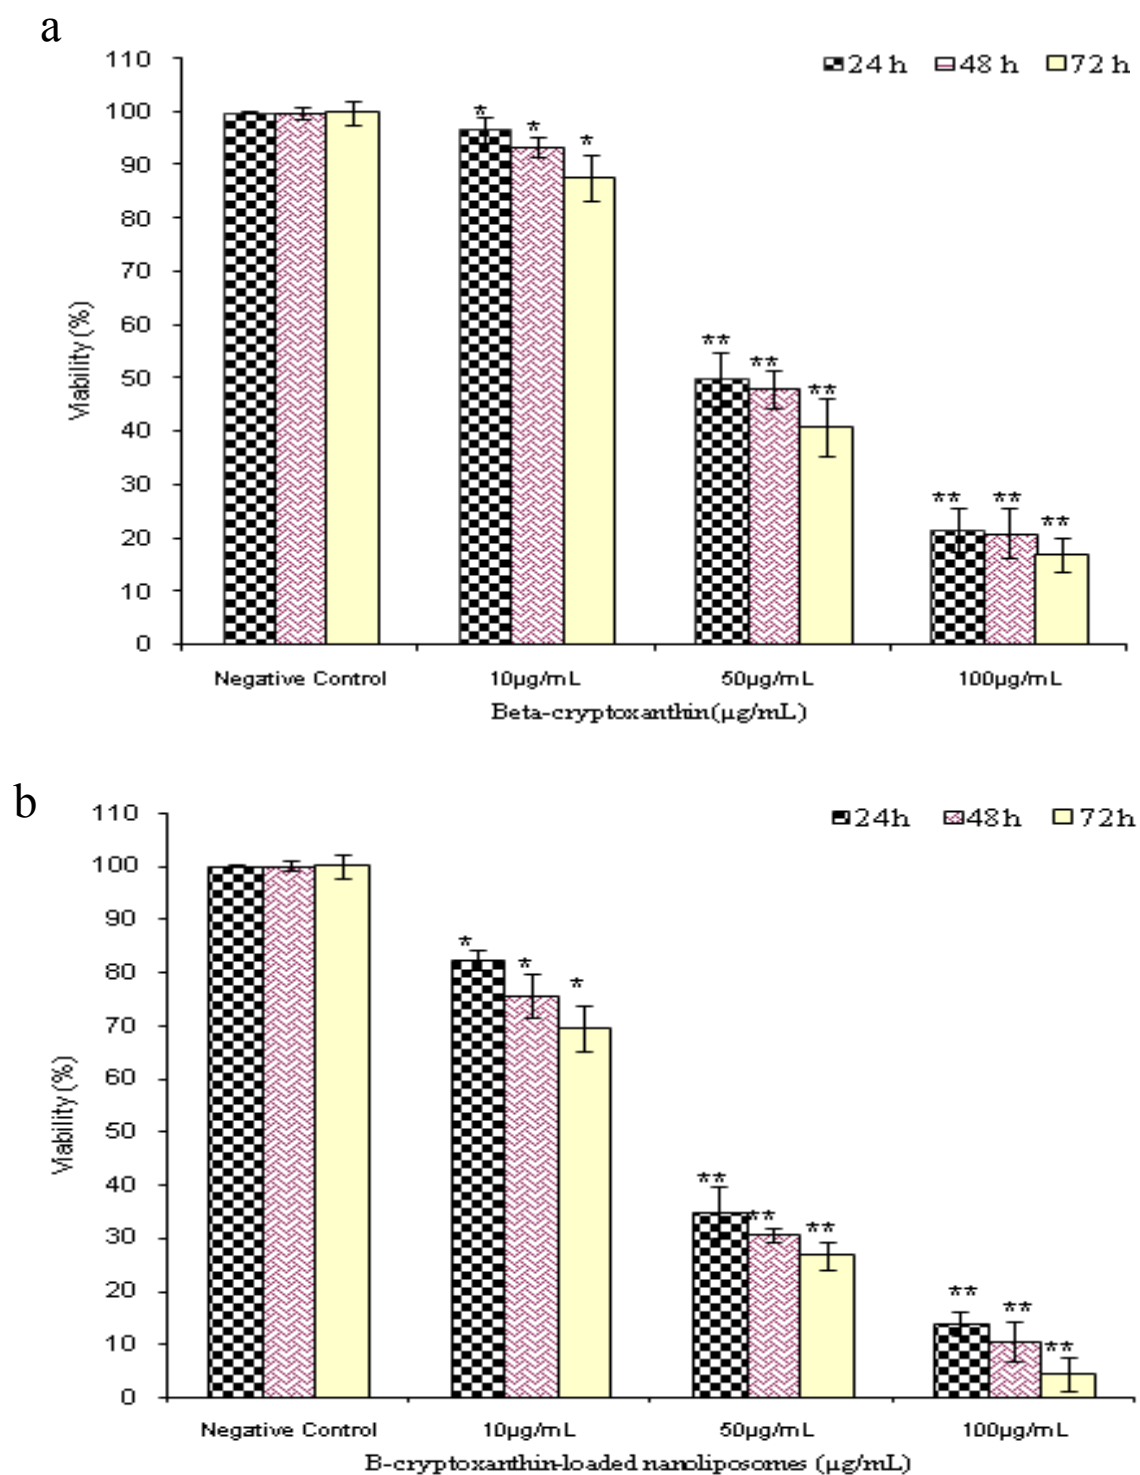 a
110
100
90
80
70
60
50
40
30
20
10
0
Viability (%)
24 h 48 h 72 h
* * *
** ** **
** ** **
Negative Control 10µg/mL 50µg/mL 100µg/mL
Beta-cryptoxanthin(µg/mL)
b
110
100
90
80
70
60
50
40
30
20
10
0
Viability (%)
24h 48h 72h
* * *
** ** **
** ** **
Negative Control 10µg/mL 50µg/mL 100µg/mL
B-cryptoxanthin-loaded nanoliposomes (µg/mL)